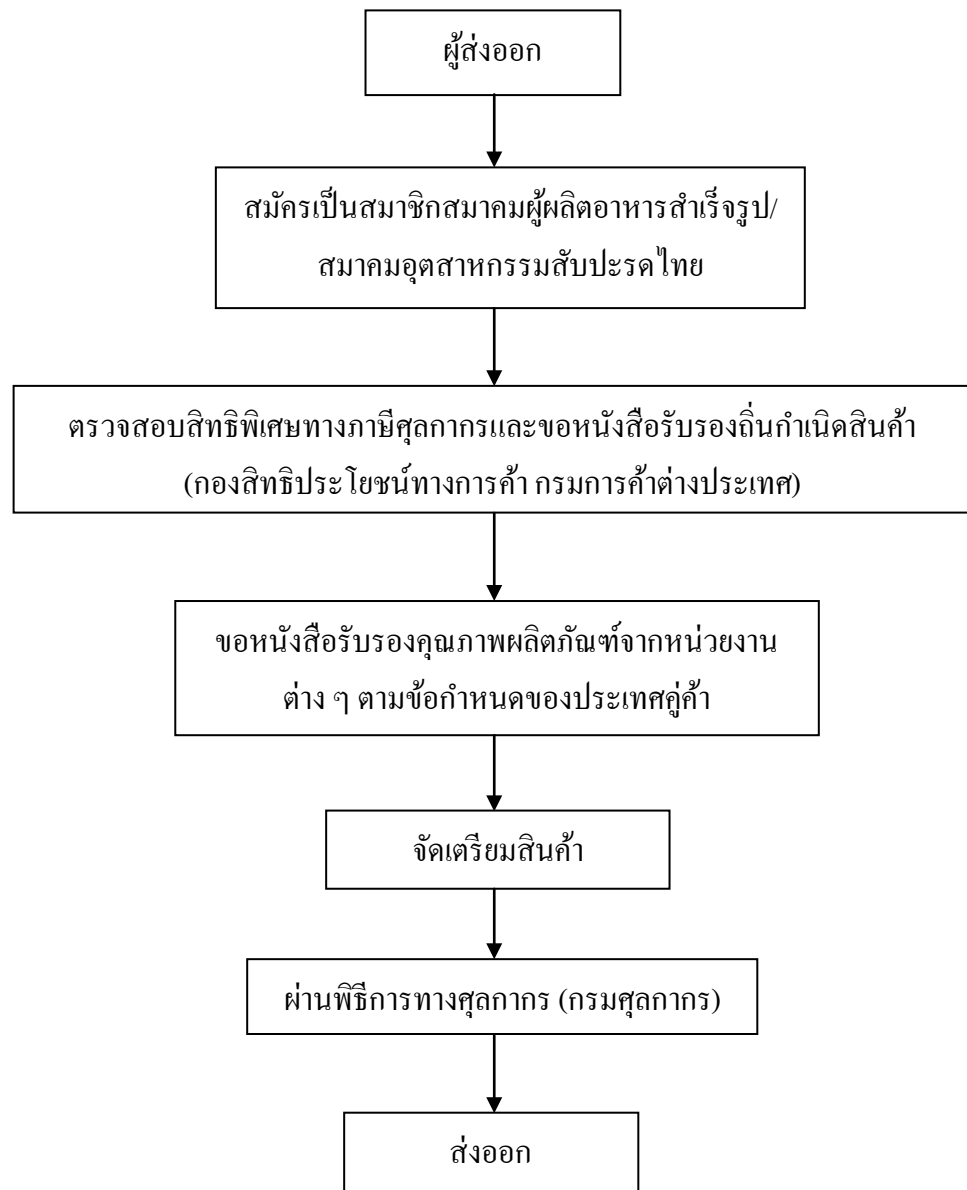 ผู้ส่งออก
สมัครเป็นสมาชิกสมาคมผู้ผลิตอาหารสำเร็จรูป/
สมาคมอุตสาหกรรมสับปะรดไทย
ตรวจสอบสิทธิพิเศษทางภาษีศุลกากรและขอหนังสือรับรองถิ่นกำเนิดสินค้า
(กองสิทธิประโยชน์ทางการค้า กรมการค้าต่างประเทศ)
ขอหนังสือรับรองคุณภาพผลิตภัณฑ์จากหน่วยงาน
ต่าง ๆ ตามข้อกำหนดของประเทศคู่ค้า
จัดเตรียมสินค้า
ผ่านพิธีการทางศุลกากร (กรมศุลกากร)
ส่งออก